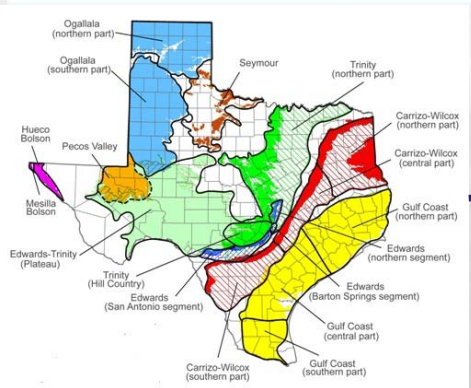 Ogallala
(northern part)
Ogallala
(southern part)
Seymour
Trinity
(northern part)
Hueco
Bolson
Pecos Valley
Carrizo-Wilcox
(northern part)
Carrizo-Wilcox
(central part)
Mesilla
Bolson
Gulf Coast
(northern part)
Edwards-Trinity
(Plateau)
Edwards
(northern segment)
Trinity
(Hill Country)
Edwards
(Barton Springs segment)
Edwards
(San Antonio segment)
Gulf Coast
(central part)
Carrizo-Wilcox
(southern part)
Gulf Coast
(southern part)